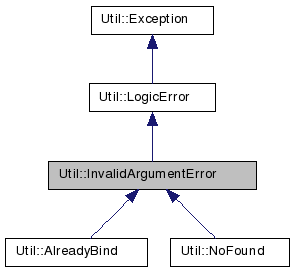 Util::Exception
Util::LogicError
Util::InvalidArgumentError
Util::AlreadyBind
Util::NoFound